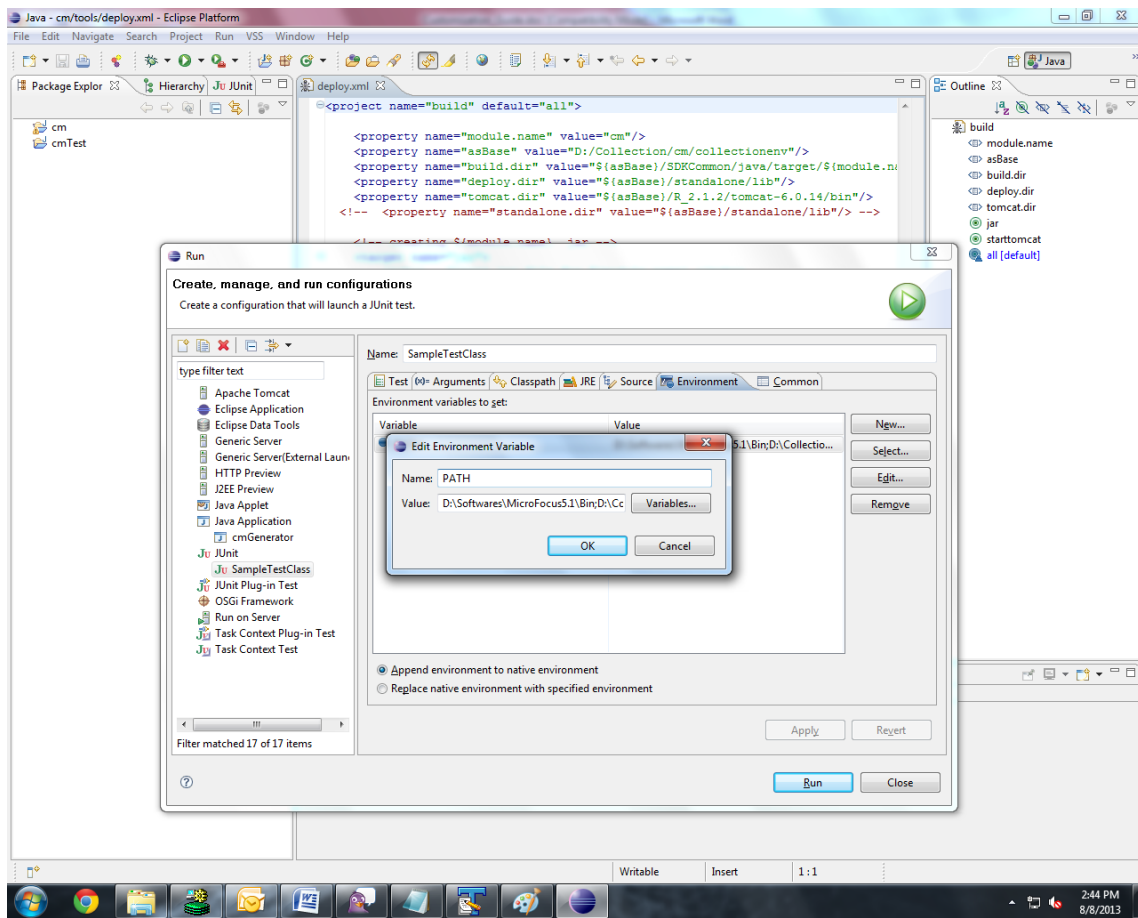 Java - cm/tools/deploy.xml - Eclipse Platform
File Edit Navigate Search Project Run VSS Window Help
Java
Package Explor Hierarchy JUnit
cm
cmTest
deploy.xml
<project name="build" default="all">
<property name="module.name" value="cm"/>
<property name="asBase" value="D:/Collection/cm/collectionenv"/>
<property name="build.dir" value="${asBase}/SDKCommon/java/target/${module.na
<property name="deploy.dir" value="${asBase}/standalone/lib"/>
<property name="tomcat.dir" value="${asBase}/R_2.1.2/tomcat-6.0.14/bin"/>
<!-- <property name="standalone.dir" value="${asBase}/standalone/lib"/> -->
<!-- creating ${module.name}. jar -->
Outline
build
module.name
asBase
build.dir
deploy.dir
tomcat.dir
jar
starttomcat
all [default]
Run
Create, manage, and run configurations
Create a configuration that will launch a JUnit test.
type filter text
Apache Tomcat
Eclipse Application
Eclipse Data Tools
Generic Server
Generic Server(External Laun
HTTP Preview
J2EE Preview
Java Applet
Java Application
cmGenerator
JUnit
SampleTestClass
JUnit Plug-in Test
OSGi Framework
Run on Server
Task Context Plug-in Test
Task Context Test
Filter matched 17 of 17 items
Name: SampleTestClass
Test Arguments Classpath JRE Source Environment Common
Environment variables to set:
Variable Value
5.1\Bin;D:\Collectio...
New...
Select...
Edit...
Remove
Edit Environment Variable
Name: PATH
Value: D:\Softwares\MicroFocus5.1\Bin;D:\Cc Variables...
OK Cancel
Append environment to native environment
Replace native environment with specified environment
Apply Revert
Run Close
Writable Insert 1:1
2:44 PM
8/8/2013